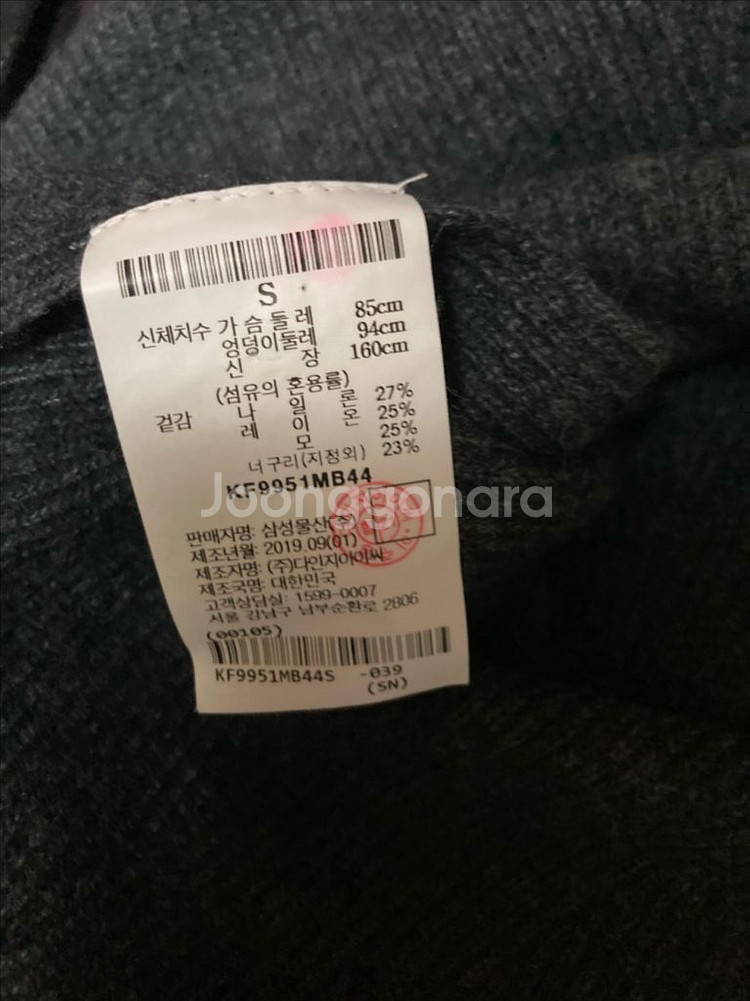 S
신체치수 가슴둘레 85cm
엉덩이둘레 94cm
신 장 160cm
(섬유의 혼용률)
겉감 나 일 론 27%
레 이 온 25%
모 25%
너구리(지정외) 23%
KF9951MB44
Joonggonara
판매자명: 삼성물산(주)
제조년월: 2019.09(01)
제조자명: (주)다인지아이씨
제조국명: 대한민국
고객상담실: 1599-0007
서울 강남구 남부순환로 2806
(00105)
KF9951MB44S -039
(SN)